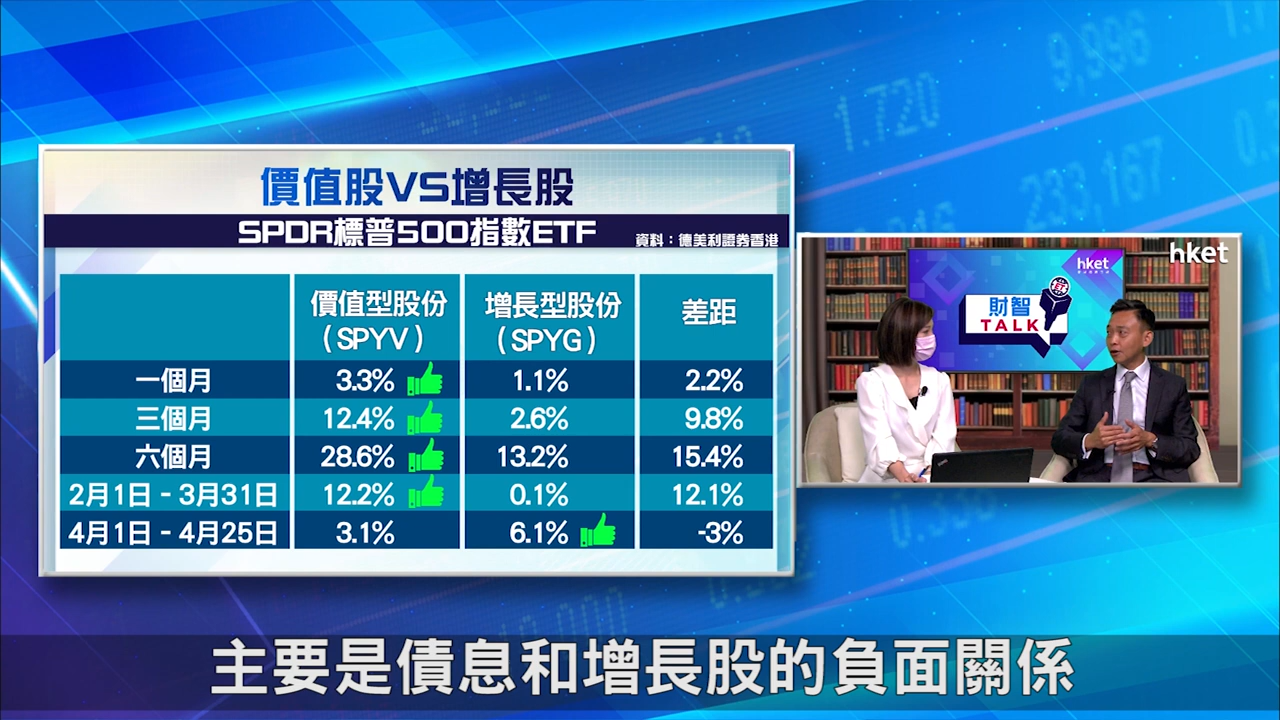 價值股VS增長股
SPDR標普500指數ETF
資料：德美利證券香港
價值型股份 增長型股份 差距
(SPYV) (SPYG)
一個月 3.3% 1.1% 2.2%
三個月 12.4% 2.6% 9.8%
六個月 28.6% 13.2% 15.4%
2月1日 - 3月31日 12.2% 0.1% 12.1%
4月1日 - 4月25日 3.1% 6.1% -3%
hket
hket
財智
TALK
9,996
1.720
233,167
主要是債息和增長股的負面關係